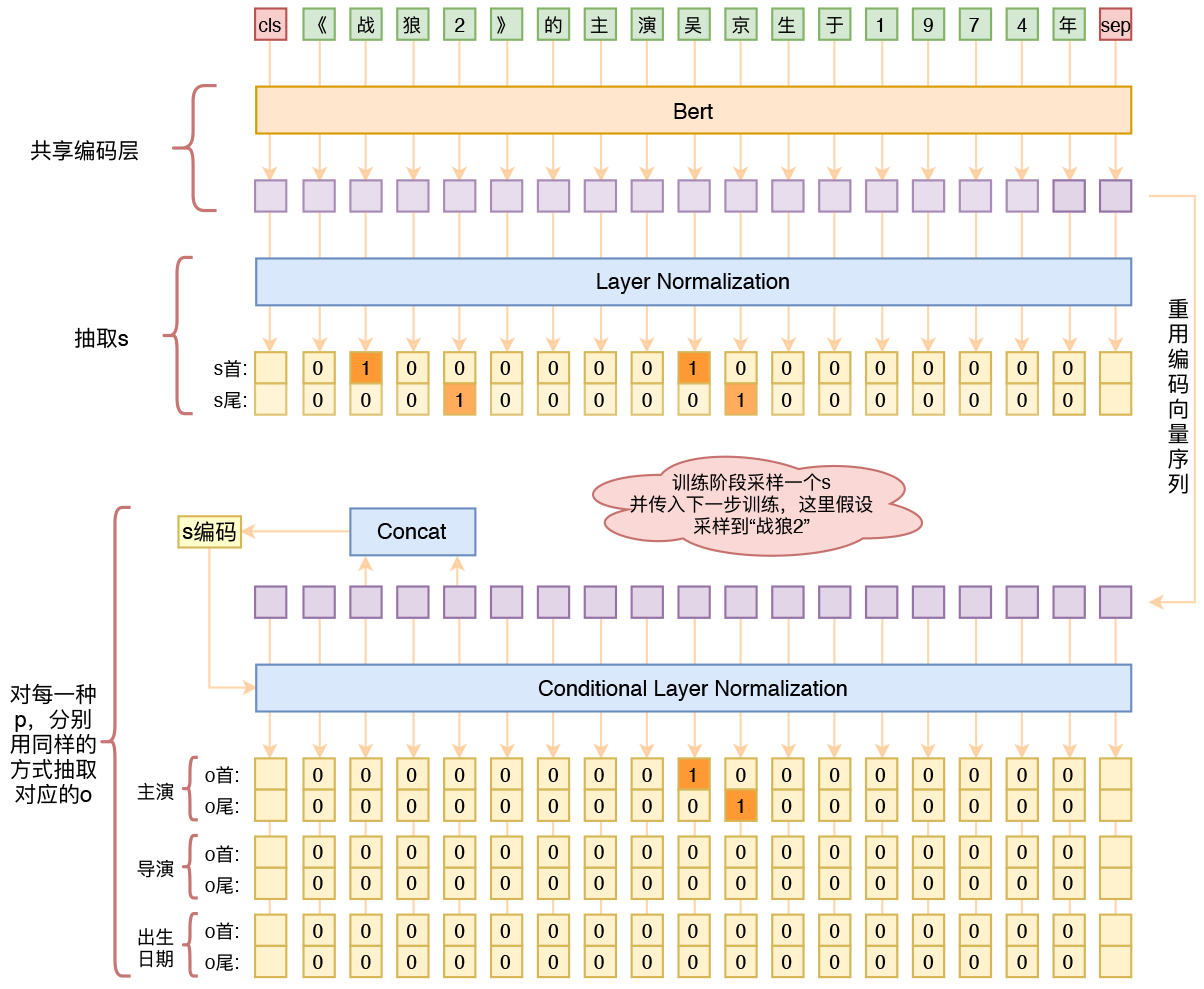 cls 《 战 狼 2 》 的 主 演 吴 京 生 于 1 9 7 4 年 sep
Bert
共享编码层
Layer Normalization
抽取s
s首: 0 1 0 0 0 0 0 0 1 0 0 0 0 0 0 0 0
s尾: 0 0 0 1 0 0 0 0 0 1 0 0 0 0 0 0 0
重用编码向量序列
训练阶段采样一个s
并传入下一步训练，这里假设
采样到“战狼2”
s编码
Concat
Conditional Layer Normalization
对每一种
p，分别
用同样的
方式抽取
对应的o
主演
o首: 0 0 0 0 0 0 0 0 1 0 0 0 0 0 0 0 0
o尾: 0 0 0 0 0 0 0 0 0 1 0 0 0 0 0 0 0
导演
o首: 0 0 0 0 0 0 0 0 0 0 0 0 0 0 0 0 0
o尾: 0 0 0 0 0 0 0 0 0 0 0 0 0 0 0 0 0
出生
日期
o首: 0 0 0 0 0 0 0 0 0 0 0 0 0 0 0 0 0
o尾: 0 0 0 0 0 0 0 0 0 0 0 0 0 0 0 0 0